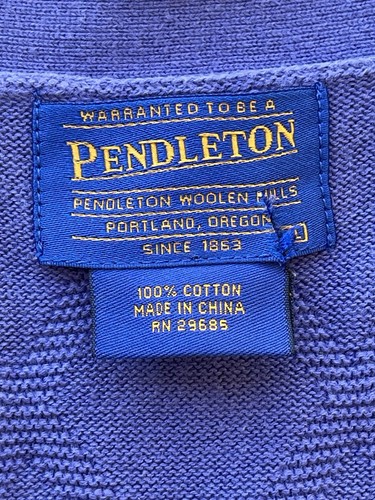 WARRANTED TO BE A
PENDLETON
PENDLETON WOOLEN MILLS
PORTLAND, OREGON
SINCE 1863
100% COTTON
MADE IN CHINA
RN 29685